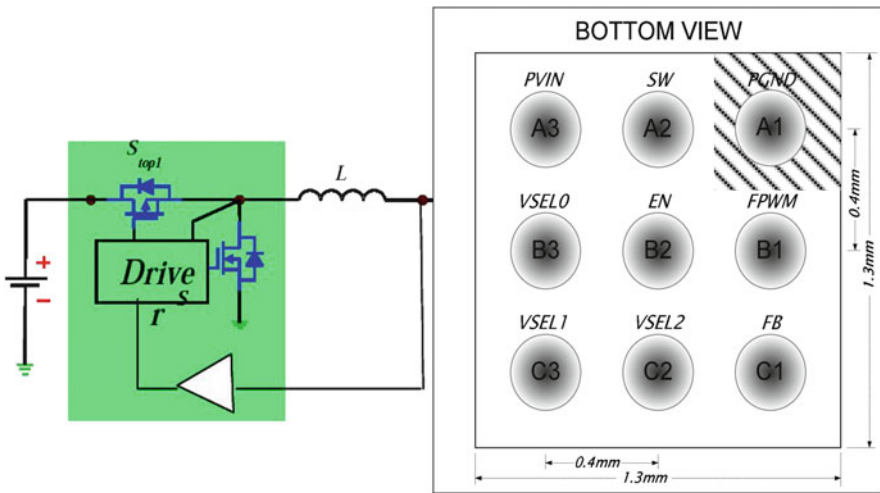 S top1
L
+
−
Drive
r s
BOTTOM VIEW
PVIN SW PGND
A3 A2 A1
VSEL0 EN FPWM
B3 B2 B1
VSEL1 VSEL2 FB
C3 C2 C1
0.4mm
1.3mm
0.4mm
1.3mm